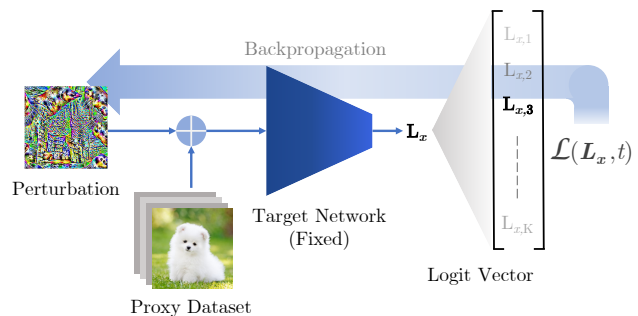 Backpropagation
L_{x,1}
L_{x,2}
L_{x,3}
L_x
ℒ(L_x, t)
Perturbation
Target Network
(Fixed)
L_{x,K}
Logit Vector
Proxy Dataset